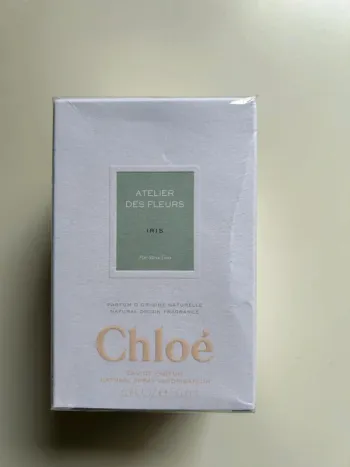 ATELIER
DES FLEURS
IRIS
PARFUM D'ORIGINE NATURELLE
NATURAL ORIGIN FRAGRANCE
Chloé
EAU DE PARFUM
NATURAL SPRAY VAPORISATEUR